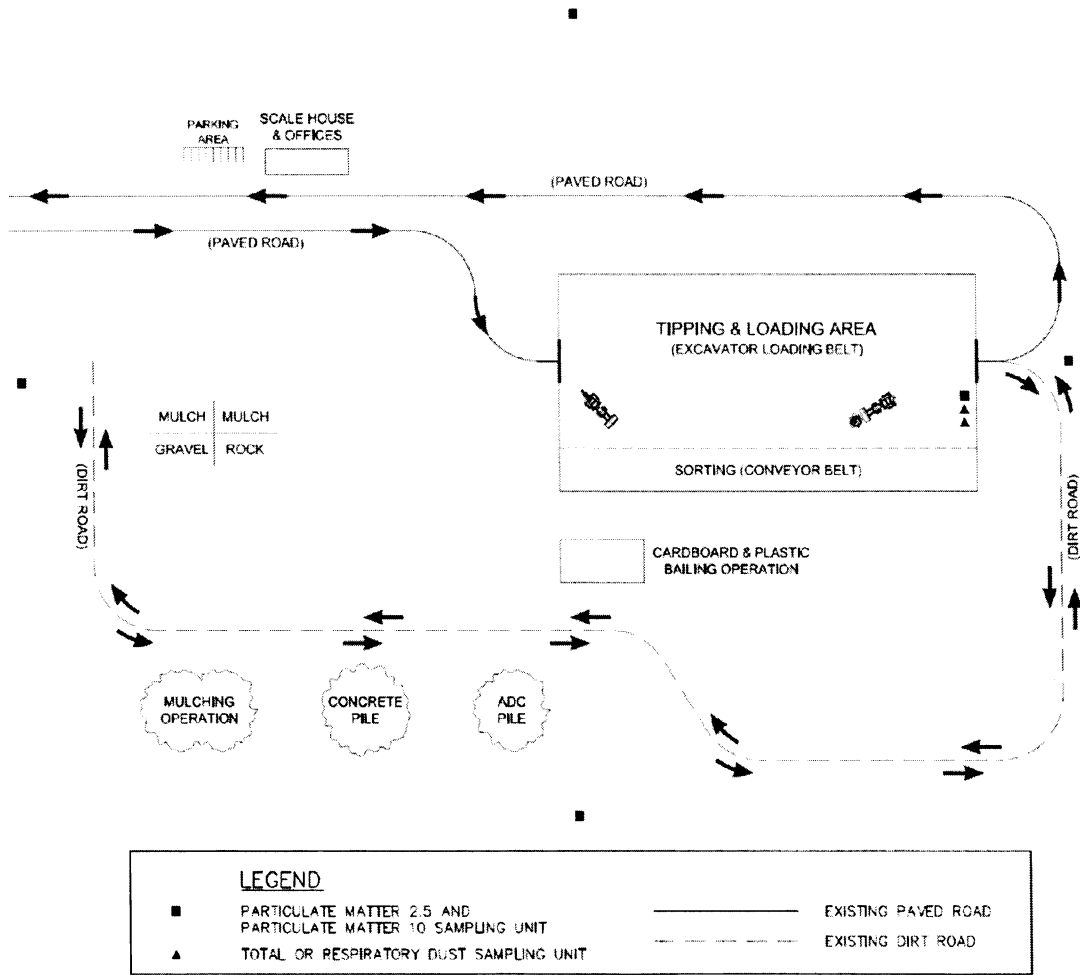 PARKING
AREA
SCALE HOUSE
& OFFICES
(PAVED ROAD)
(PAVED ROAD)
TIPPING & LOADING AREA
(EXCAVATOR LOADING BELT)
MULCH MULCH
GRAVEL ROCK
SORTING (CONVEYOR BELT)
(DIRT ROAD)
(DIRT ROAD)
CARDBOARD & PLASTIC
BAILING OPERATION
MULCHING
OPERATION
CONCRETE
PILE
ADC
PILE
LEGEND
PARTICULATE MATTER 2.5 AND
PARTICULATE MATTER 10 SAMPLING UNIT
TOTAL OR RESPIRATORY DUST SAMPLING UNIT
EXISTING PAVED ROAD
EXISTING DIRT ROAD